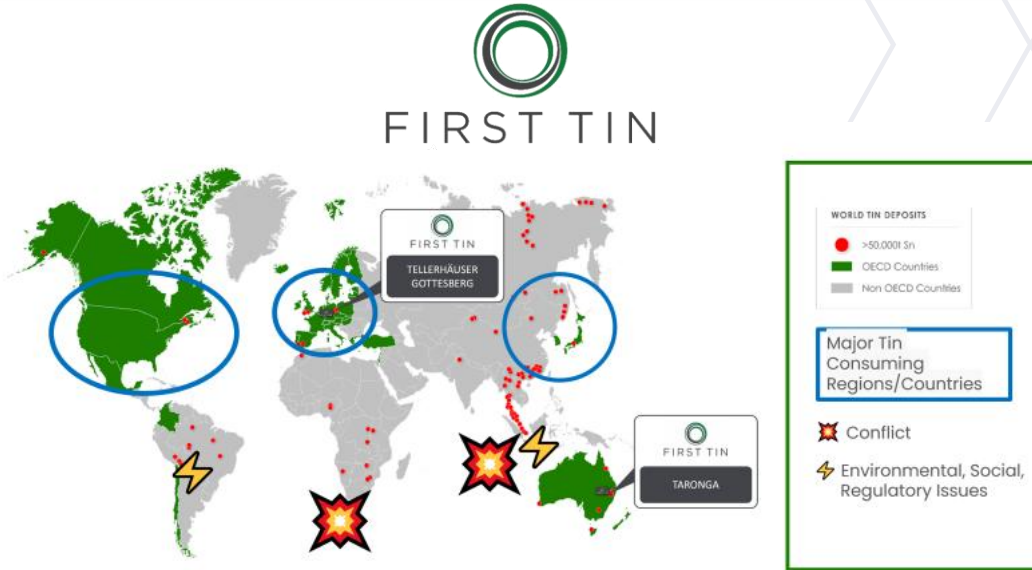 FIRST TIN
FIRST TIN
TELLERHÄUSER
GOTTESBERG
FIRST TIN
TARONGA
WORLD TIN DEPOSITS
>50,000t Sn
OECD Countries
Non OECD Countries
Major Tin
Consuming
Regions/Countries
Conflict
Environmental, Social,
Regulatory Issues